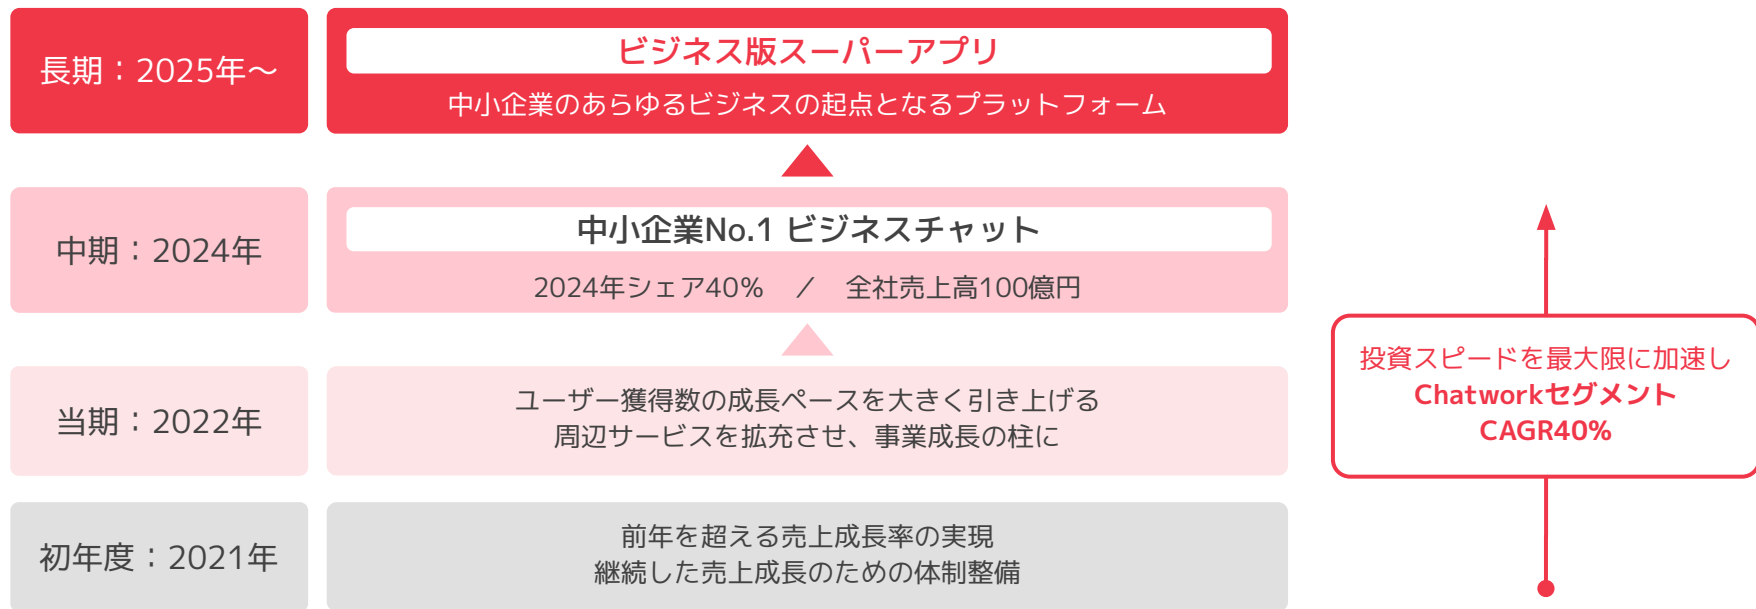 長期：2025年〜
ビジネス版スーパーアプリ
中小企業のあらゆるビジネスの起点となるプラットフォーム
中期：2024年
中小企業No.1 ビジネスチャット
2024年シェア40%　／　全社売上高100億円
当期：2022年
ユーザー獲得数の成長ペースを大きく引き上げる
周辺サービスを拡充させ、事業成長の柱に
初年度：2021年
前年を超える売上成長率の実現
継続した売上成長のための体制整備
投資スピードを最大限に加速し
Chatworkセグメント
CAGR40%